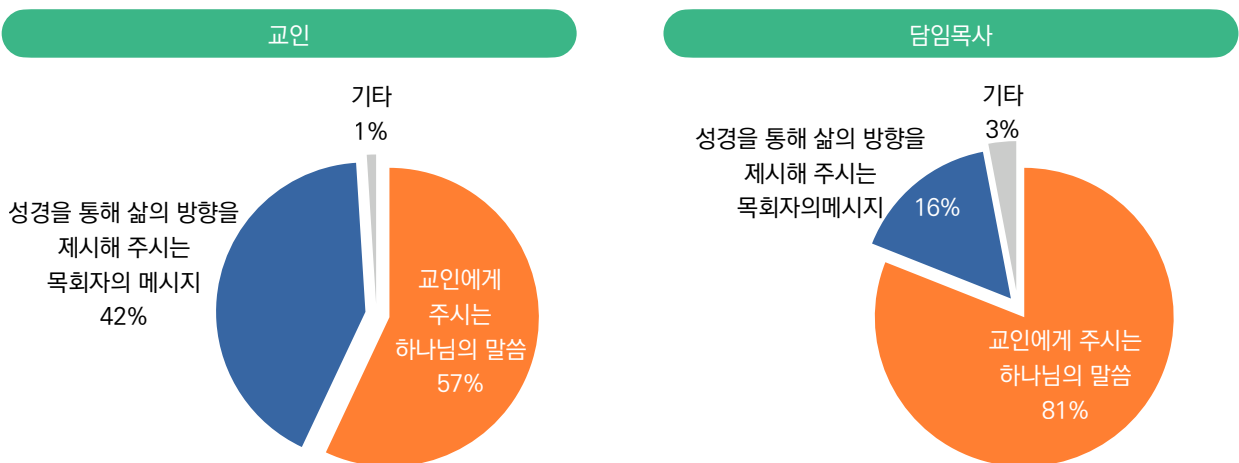 교인
기타
1%
성경을 통해 삶의 방향을
제시해 주시는
목회자의 메시지
42%
교인에게
주시는
하나님의 말씀
57%
담임목사
기타
3%
성경을 통해 삶의 방향을
제시해 주시는
목회자의메시지
16%
교인에게 주시는
하나님의 말씀
81%